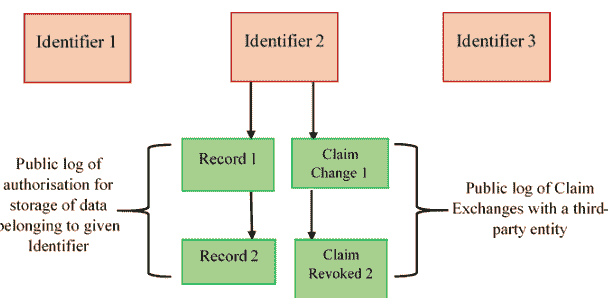 Identifier 1
Identifier 2
Identifier 3
Public log of
authorisation for
storage of data
belonging to given
Identifier
Record 1
Claim
Change 1
Record 2
Claim
Revoked 2
Public log of Claim
Exchanges with a third-
party entity